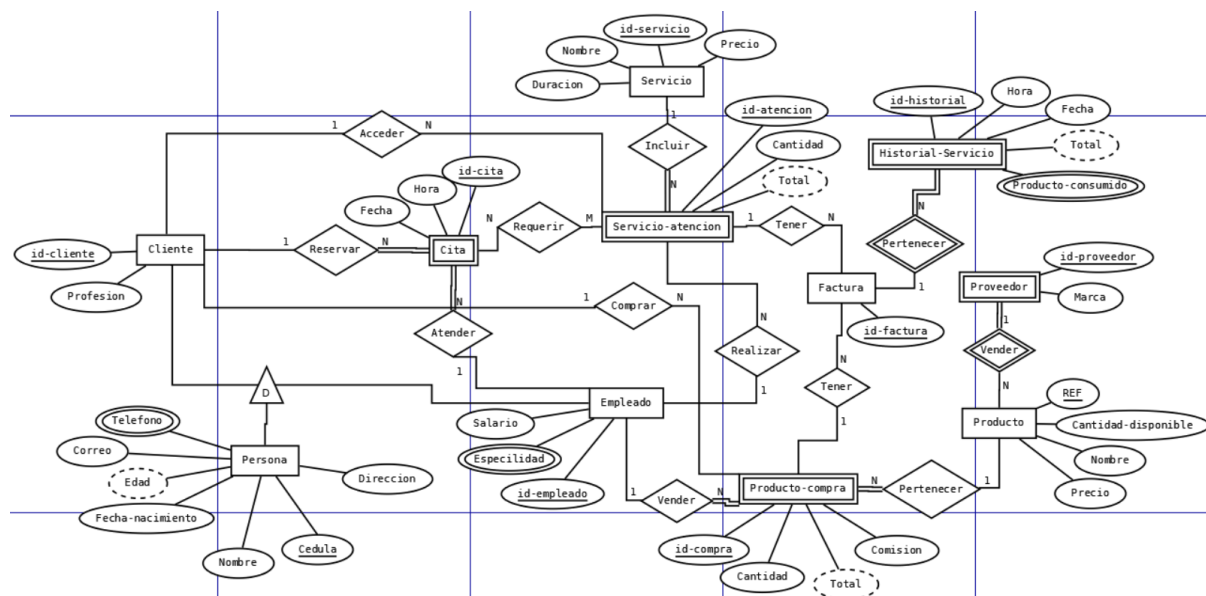 id-servicio
Nombre
Precio
Servicio
Duracion
1
Incluir
N
id-atencion
Cantidad
Total
id-historial
Hora
Fecha
Historial-Servicio
Total
Producto-consumido
N
Pertenecer
1
1
Acceder
N
id-cita
Hora
Fecha
Cita
N
Requerir
M
Servicio-atencion
1
Tener
N
Cliente
1
Reservar
N
id-cliente
Profesion
Factura
id-factura
id-proveedor
Proveedor
Marca
1
Vender
N
1
Comprar
N
N
Atender
1
N
Realizar
1
N
Tener
1
D
Empleado
Salario
Especilidad
id-empleado
REF
Producto
Cantidad-disponible
Nombre
Precio
Telefono
Correo
Persona
Edad
Direccion
Fecha-nacimiento
Nombre
Cedula
1
Vender
N
Producto-compra
N
Pertenecer
1
id-compra
Comision
Cantidad
Total